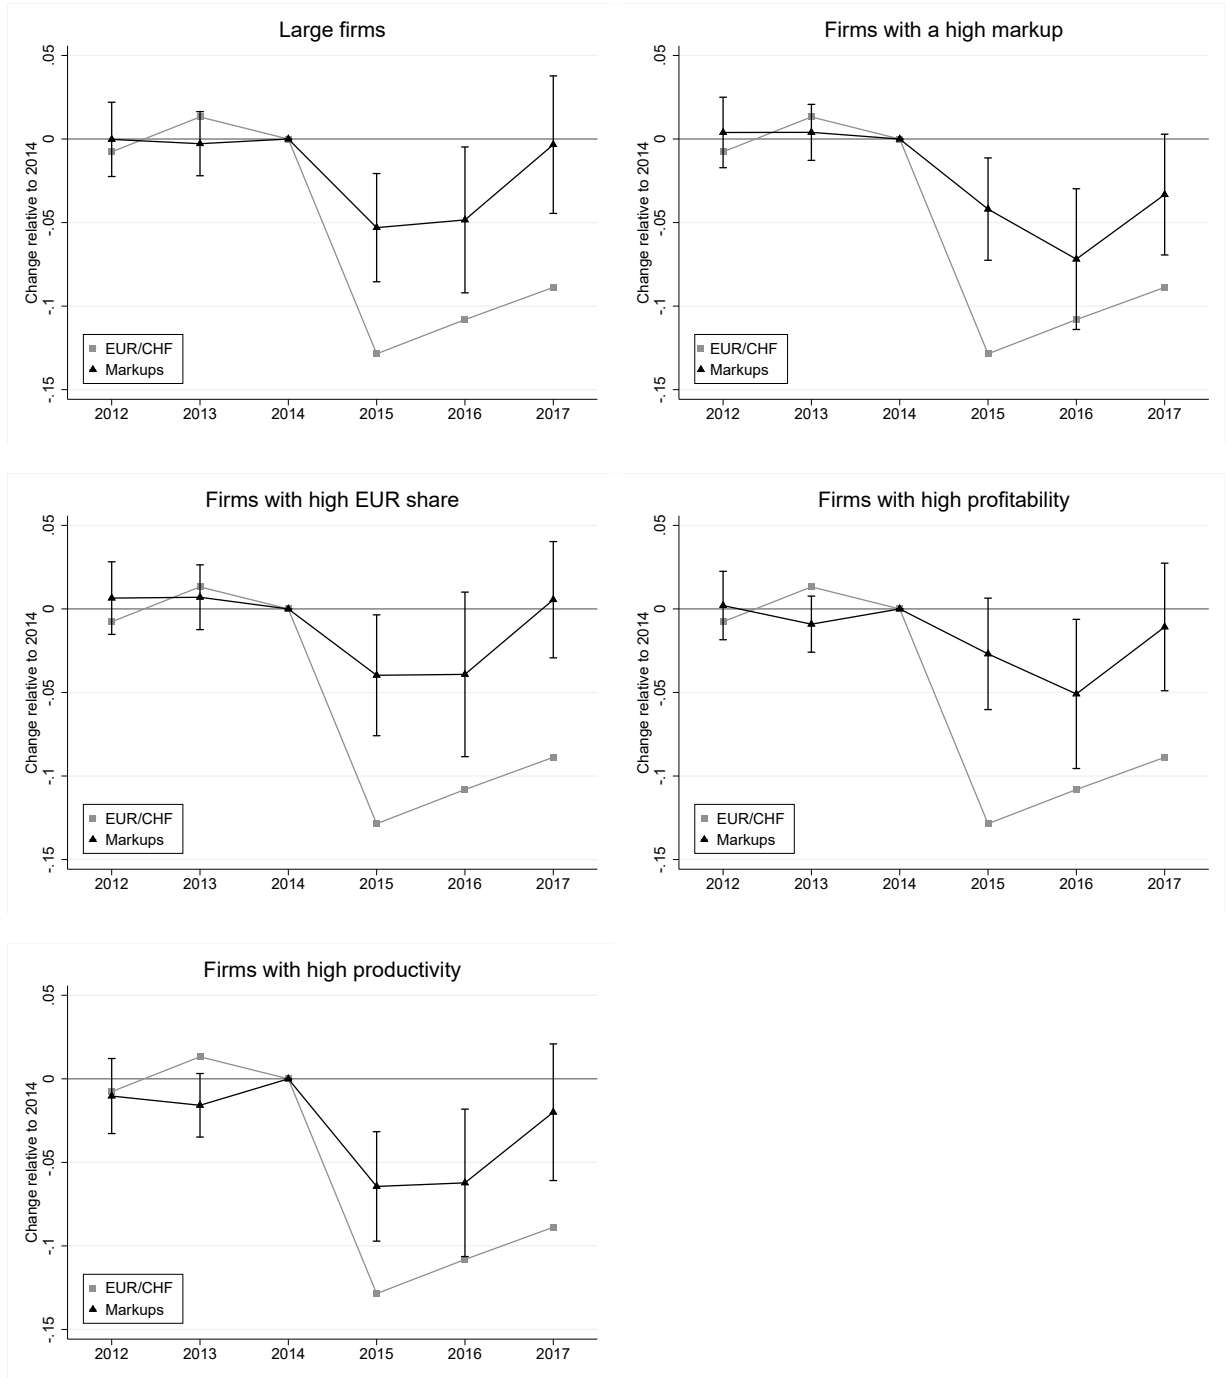 Large firms
Change relative to 2014
.05
0
-.05
-.1
-.15
EUR/CHF
Markups
2012 2013 2014 2015 2016 2017
Firms with a high markup
Change relative to 2014
.05
0
-.05
-.1
-.15
EUR/CHF
Markups
2012 2013 2014 2015 2016 2017
Firms with high EUR share
Change relative to 2014
.05
0
-.05
-.1
-.15
EUR/CHF
Markups
2012 2013 2014 2015 2016 2017
Firms with high profitability
Change relative to 2014
.05
0
-.05
-.1
-.15
EUR/CHF
Markups
2012 2013 2014 2015 2016 2017
Firms with high productivity
Change relative to 2014
.05
0
-.05
-.1
-.15
EUR/CHF
Markups
2012 2013 2014 2015 2016 2017